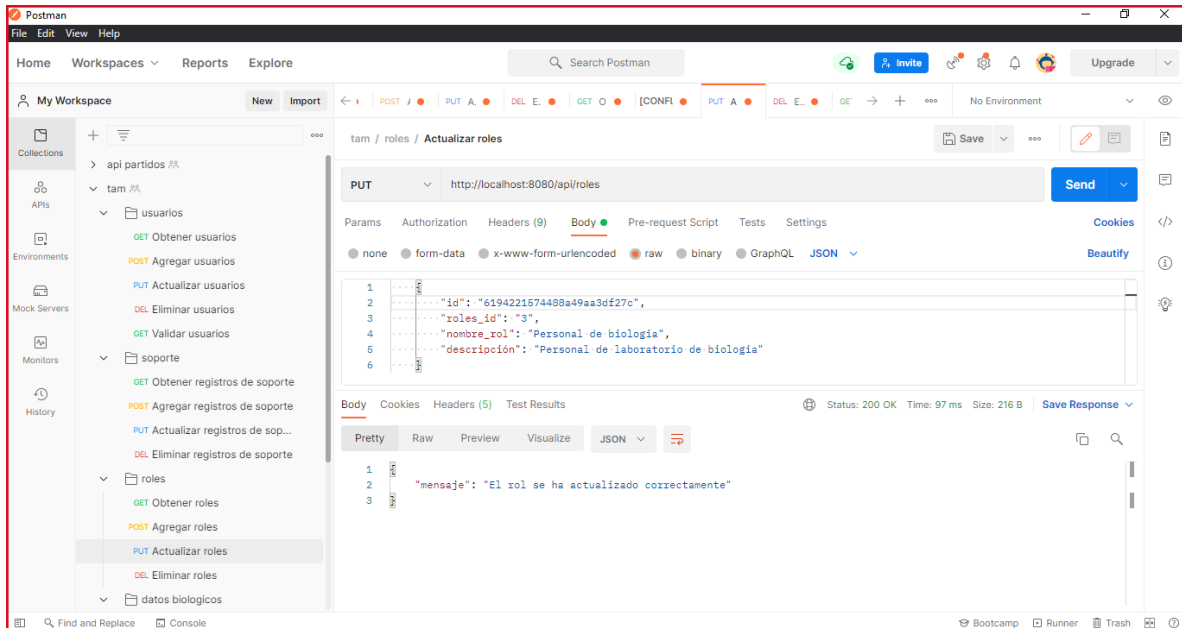 Postman
File Edit View Help
Home Workspaces Reports Explore Search Postman Invite Upgrade
My Workspace New Import POST A PUT A. DEL E. GET O [CONFL PUT A DEL E.. GE No Environment
Collections
APIs
Environments
Mock Servers
Monitors
History
api partidos
tam
usuarios
GET Obtener usuarios
POST Agregar usuarios
PUT Actualizar usuarios
DEL Eliminar usuarios
GET Validar usuarios
soporte
GET Obtener registros de soporte
POST Agregar registros de soporte
PUT Actualizar registros de sop...
DEL Eliminar registros de soporte
roles
GET Obtener roles
POST Agregar roles
PUT Actualizar roles
DEL Eliminar roles
datos biologicos
tam / roles / Actualizar roles Save
PUT http://localhost:8080/api/roles Send
Params Authorization Headers (9) Body Pre-request Script Tests Settings Cookies
none form-data x-www-form-urlencoded raw binary GraphQL JSON Beautify
1 {
2 "id": "6194221574488a49aa3df27c",
3 "roles_id": "3",
4 "nombre_rol": "Personal de biologia",
5 "descripción": "Personal de laboratorio de biologia"
6 }
Body Cookies Headers (5) Test Results Status: 200 OK Time: 97 ms Size: 216 B Save Response
Pretty Raw Preview Visualize JSON
1 {
2 "mensaje": "El rol se ha actualizado correctamente"
3 }
Find and Replace Console Bootcamp Runner Trash